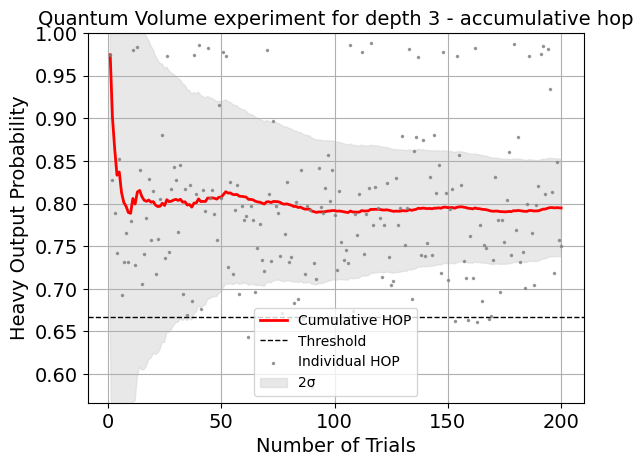 Quantum Volume experiment for depth 3 - accumulative hop
Heavy Output Probability
1.00
0.95
0.90
0.85
0.80
0.75
0.70
0.65
0.60
Cumulative HOP
Threshold
Individual HOP
2σ
0 50 100 150 200
Number of Trials